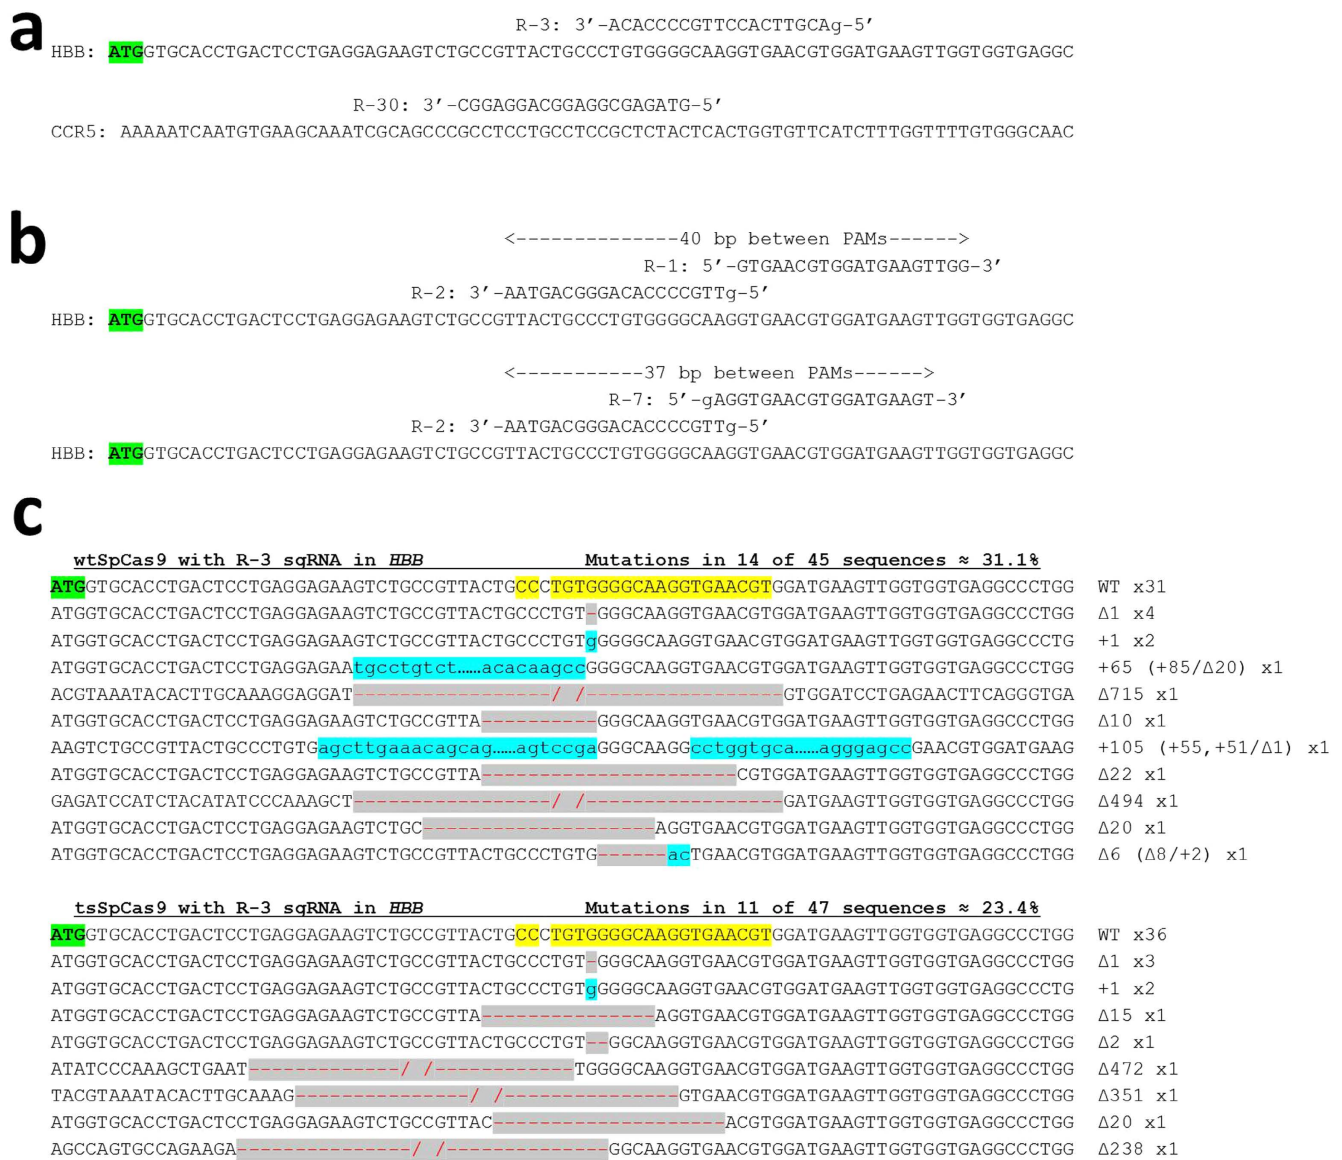 a
R-3: 3′-ACACCCCGTTCCACTTGCAg-5′
HBB: ATGGTGCACCTGACTCCTGAGGAGAAGTCTGCCGTTACTGCCCTGTGGGGCAAGGTGAACGTGGATGAAGTTGGTGGTGAGGC
R-30: 3′-CGGAGGACGGAGGCGAGATG-5′
CCR5: AAAAATCAATGTGAAGCAAATCGCAGCCCGCCTCCTGCCTCCGCTCTACTCACTGGTGTTCATCTTTGGTTTTGTGGGCAAC
b
<--------------40 bp between PAMs------>
R-1: 5′-GTGAACGTGGATGAAGTTGG-3′
R-2: 3′-AATGACGGGACACCCCGTTg-5′
HBB: ATGGTGCACCTGACTCCTGAGGAGAAGTCTGCCGTTACTGCCCTGTGGGGCAAGGTGAACGTGGATGAAGTTGGTGGTGAGGC
<-----------37 bp between PAMs------>
R-7: 5′-gAGGTGAACGTGGATGAAGT-3′
R-2: 3′-AATGACGGGACACCCCGTTg-5′
HBB: ATGGTGCACCTGACTCCTGAGGAGAAGTCTGCCGTTACTGCCCTGTGGGGCAAGGTGAACGTGGATGAAGTTGGTGGTGAGGC
c
wtSpCas9 with R-3 sgRNA in HBB Mutations in 14 of 45 sequences ≈ 31.1%
ATGGTGCACCTGACTCCTGAGGAGAAGTCTGCCGTTACTGCCCTGTGGGGCAAGGTGAACGTGGATGAAGTTGGTGGTGAGGCCCTGG WT x31
ATGGTGCACCTGACTCCTGAGGAGAAGTCTGCCGTTACTGCCCTGT-GGGCAAGGTGAACGTGGATGAAGTTGGTGGTGAGGCCCTGG Δ1 x4
ATGGTGCACCTGACTCCTGAGGAGAAGTCTGCCGTTACTGCCCTGTgGGGGCAAGGTGAACGTGGATGAAGTTGGTGGTGAGGCCCTG +1 x2
ATGGTGCACCTGACTCCTGAGGAGAAtgcctgtct……acacaagccGGGGCAAGGTGAACGTGGATGAAGTTGGTGGTGAGGCCCTGG +65 (+85/Δ20) x1
ACGTAAATACACTTGCAAAGGAGGAT-----------------/ /-----------------GTGGATCCTGAGAACTTCAGGGTGA Δ715 x1
ATGGTGCACCTGACTCCTGAGGAGAAGTCTGCCGTTA----------GGGCAAGGTGAACGTGGATGAAGTTGGTGGTGAGGCCCTGG Δ10 x1
AAGTCTGCCGTTACTGCCCTGTGagcttgaaacagcag……agtccgaGGGCAAGGcctggtgca……agggagccGAACGTGGATGAAG +105 (+55,+51/Δ1) x1
ATGGTGCACCTGACTCCTGAGGAGAAGTCTGCCGTTA----------------------CGTGGATGAAGTTGGTGGTGAGGCCCTGG Δ22 x1
GAGATCCATCTACATATCCCAAAGCT-----------------/ /-----------------GATGAAGTTGGTGGTGAGGCCCTGG Δ494 x1
ATGGTGCACCTGACTCCTGAGGAGAAGTCTGC--------------------AGGTGAACGTGGATGAAGTTGGTGGTGAGGCCCTGG Δ20 x1
ATGGTGCACCTGACTCCTGAGGAGAAGTCTGCCGTTACTGCCCTGTG------acTGAACGTGGATGAAGTTGGTGGTGAGGCCCTGG Δ6 (Δ8/+2) x1
tsSpCas9 with R-3 sgRNA in HBB Mutations in 11 of 47 sequences ≈ 23.4%
ATGGTGCACCTGACTCCTGAGGAGAAGTCTGCCGTTACTGCCCTGTGGGGCAAGGTGAACGTGGATGAAGTTGGTGGTGAGGCCCTGG WT x36
ATGGTGCACCTGACTCCTGAGGAGAAGTCTGCCGTTACTGCCCTGT-GGGCAAGGTGAACGTGGATGAAGTTGGTGGTGAGGCCCTGG Δ1 x3
ATGGTGCACCTGACTCCTGAGGAGAAGTCTGCCGTTACTGCCCTGTgGGGGCAAGGTGAACGTGGATGAAGTTGGTGGTGAGGCCCTG +1 x2
ATGGTGCACCTGACTCCTGAGGAGAAGTCTGCCGTTA---------------AGGTGAACGTGGATGAAGTTGGTGGTGAGGCCCTGG Δ15 x1
ATGGTGCACCTGACTCCTGAGGAGAAGTCTGCCGTTACTGCCCTGT--GGCAAGGTGAACGTGGATGAAGTTGGTGGTGAGGCCCTGG Δ2 x1
ATATCCCAAAGCTGAAT-------------/ /------------TGGGGCAAGGTGAACGTGGATGAAGTTGGTGGTGAGGCCCTGG Δ472 x1
TACGTAAATACACTTGCAAAG---------------/ /---------------GTGAACGTGGATGAAGTTGGTGGTGAGGCCCTGG Δ351 x1
ATGGTGCACCTGACTCCTGAGGAGAAGTCTGCCGTTAC--------------------ACGTGGATGAAGTTGGTGGTGAGGCCCTGG Δ20 x1
AGCCAGTGCCAGAAGA---------------/ /--------------GGCAAGGTGAACGTGGATGAAGTTGGTGGTGAGGCCCTGG Δ238 x1